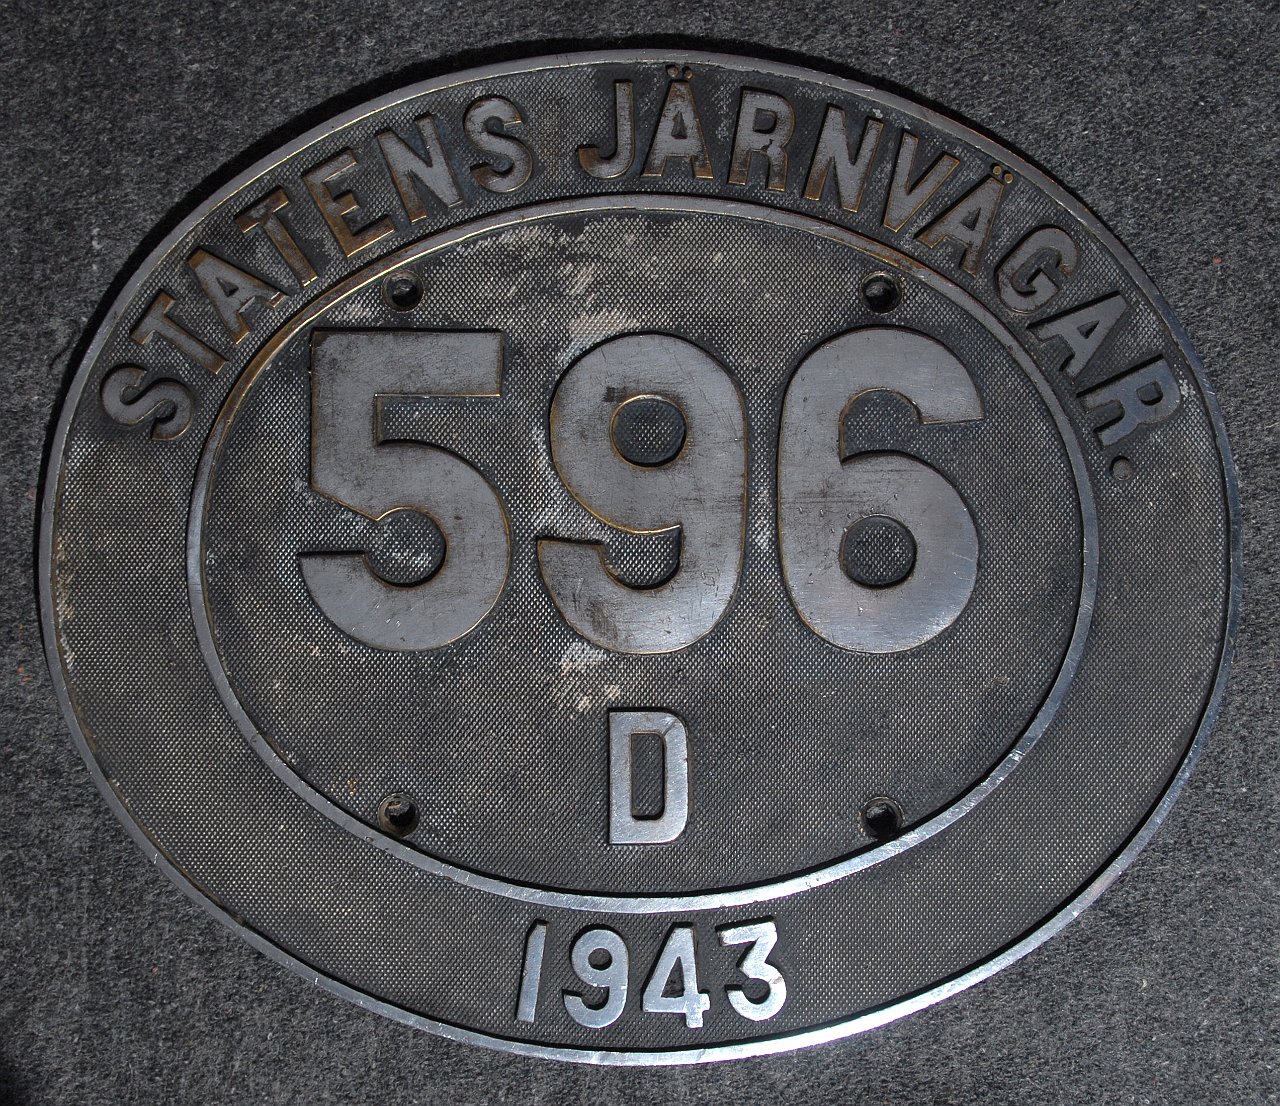 STATENS JÄRNVÄGAR.
596
D
1943